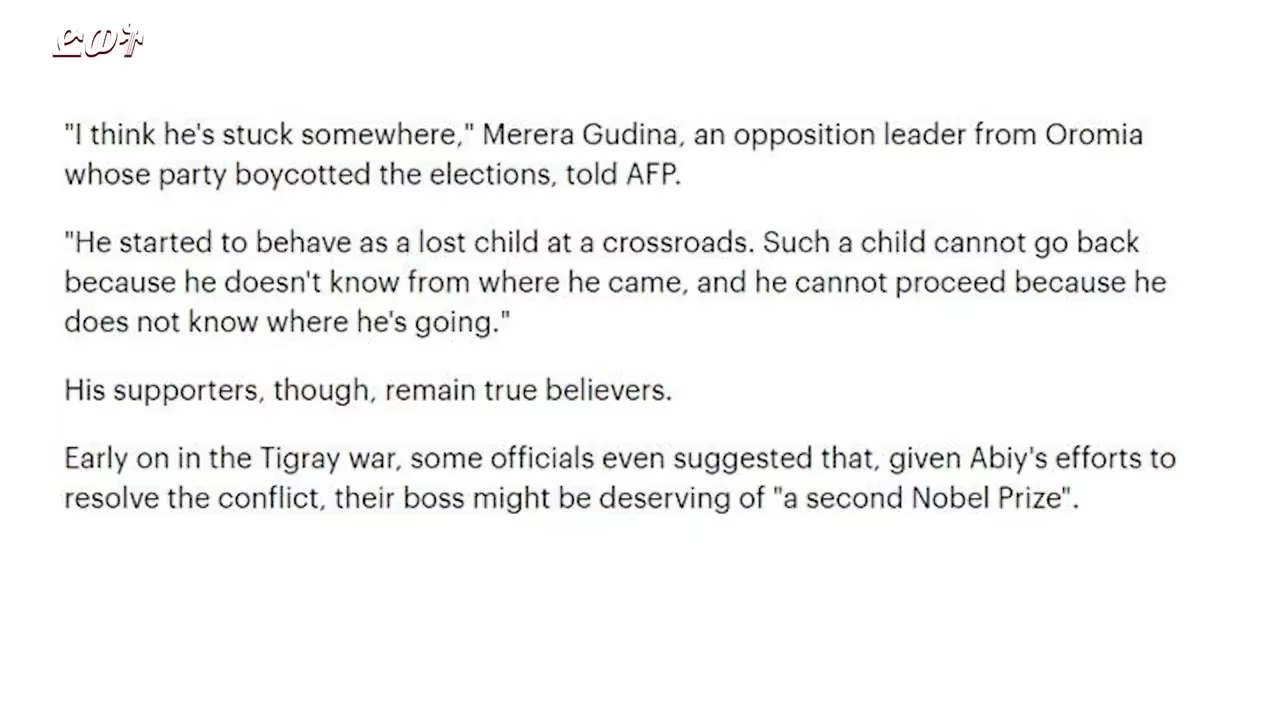 "I think he's stuck somewhere," Merera Gudina, an opposition leader from Oromia
whose party boycotted the elections, told AFP.
"He started to behave as a lost child at a crossroads. Such a child cannot go back
because he doesn't know from where he came, and he cannot proceed because he
does not know where he's going."
His supporters, though, remain true believers.
Early on in the Tigray war, some officials even suggested that, given Abiy's efforts to
resolve the conflict, their boss might be deserving of "a second Nobel Prize".